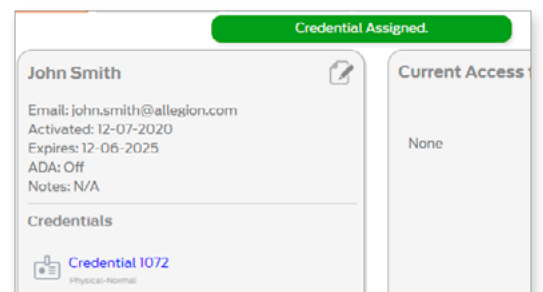 Credential Assigned.
John Smith
Email: john.smith@allegion.com
Activated: 12-07-2020
Expires: 12-06-2025
ADA: Off
Notes: N/A
Credentials
Credential 1072
Physical-Normal
Current Access
None